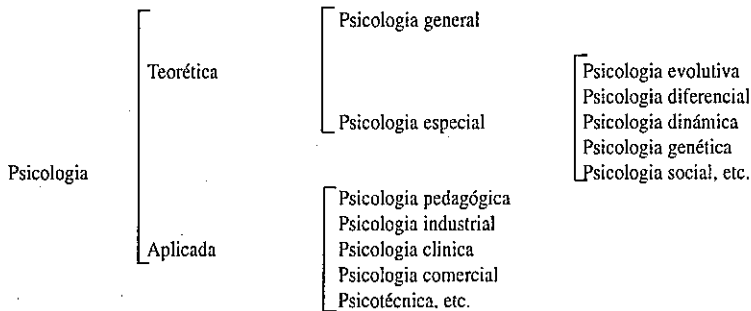 Psicologia
Teorética
Psicologia general
Psicologia especial
Psicologia evolutiva
Psicologia diferencial
Psicologia dinámica
Psicologia genética
Psicologia social, etc.
Aplicada
Psicologia pedagógica
Psicologia industrial
Psicologia clinica
Psicologia comercial
Psicotécnica, etc.